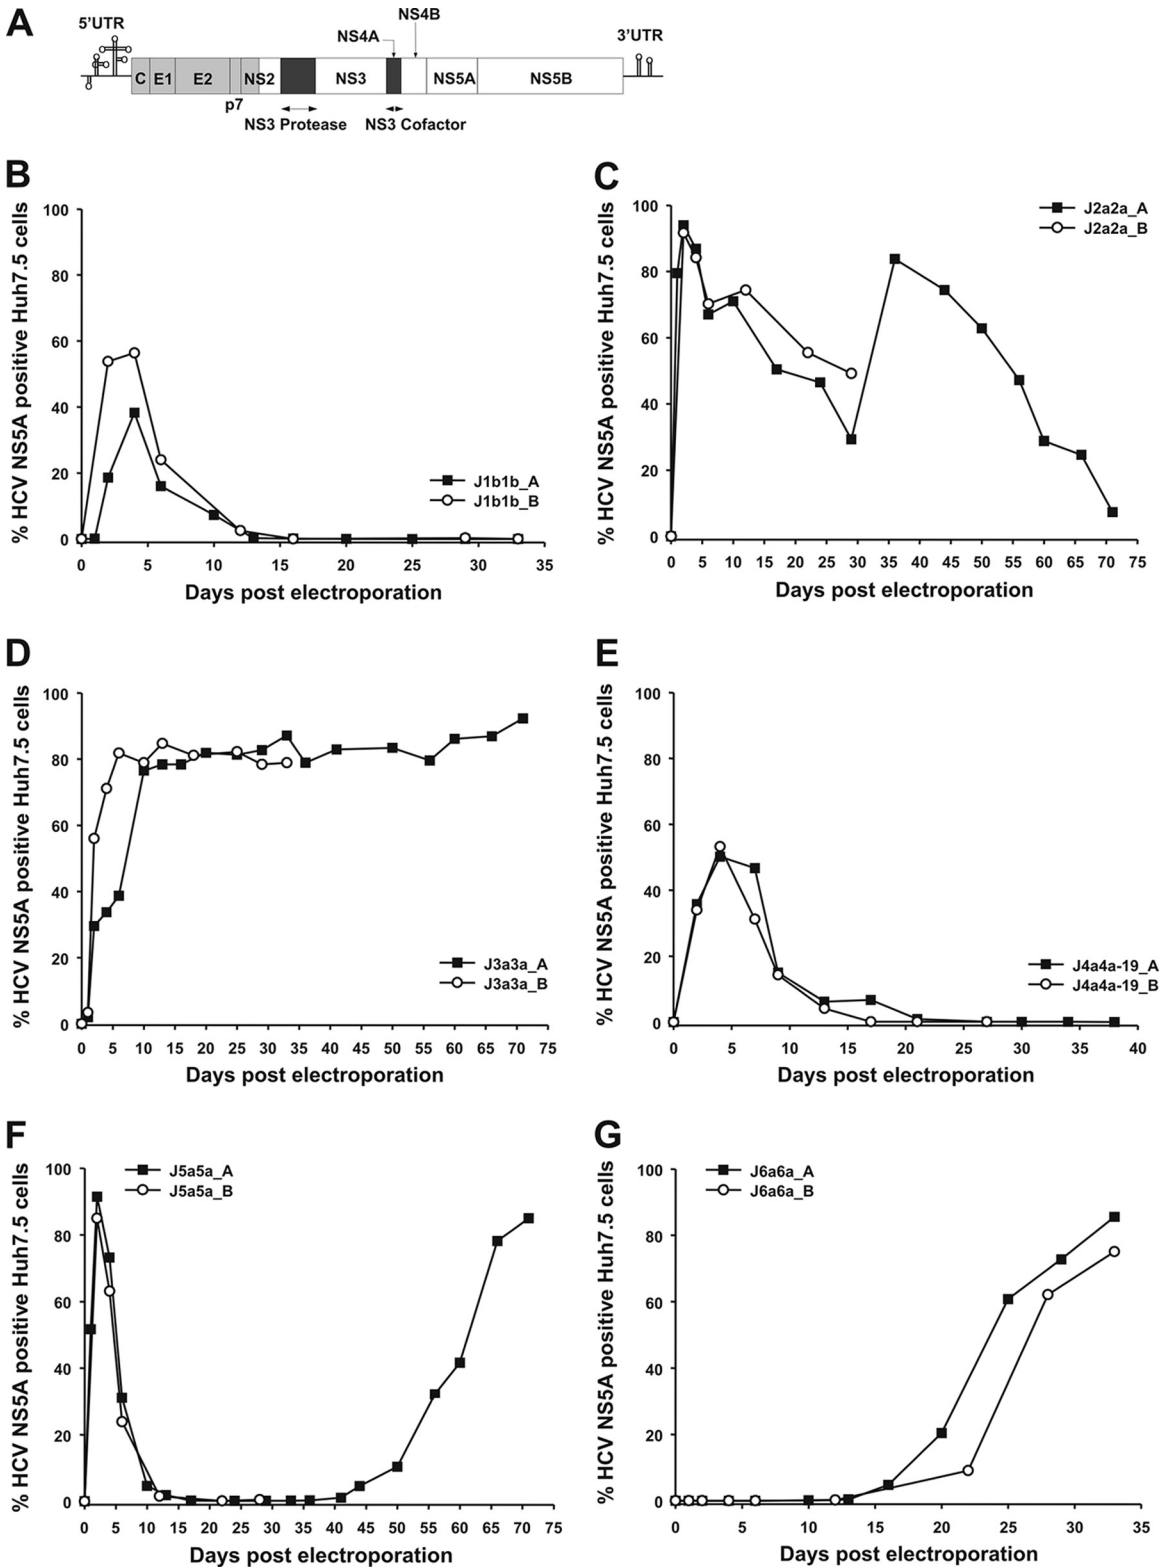 A
5'UTR
NS4B
NS4A
3'UTR
C E1 E2 NS2 NS3 NS5A NS5B
p7
NS3 Protease NS3 Cofactor
B
% HCV NS5A positive Huh7.5 cells
100
80
60
40
20
0
J1b1b_A
J1b1b_B
0 5 10 15 20 25 30 35
Days post electroporation
C
% HCV NS5A positive Huh7.5 cells
100
80
60
40
20
0
J2a2a_A
J2a2a_B
0 5 10 15 20 25 30 35 40 45 50 55 60 65 70 75
Days post electroporation
D
% HCV NS5A positive Huh7.5 cells
100
80
60
40
20
0
J3a3a_A
J3a3a_B
0 5 10 15 20 25 30 35 40 45 50 55 60 65 70 75
Days post electroporation
E
% HCV NS5A positive Huh7.5 cells
100
80
60
40
20
0
J4a4a-19_A
J4a4a-19_B
0 5 10 15 20 25 30 35 40
Days post electroporation
F
% HCV NS5A positive Huh7.5 cells
100
80
60
40
20
0
J5a5a_A
J5a5a_B
0 5 10 15 20 25 30 35 40 45 50 55 60 65 70 75
Days post electroporation
G
% HCV NS5A positive Huh7.5 cells
100
80
60
40
20
0
J6a6a_A
J6a6a_B
0 5 10 15 20 25 30 35
Days post electroporation